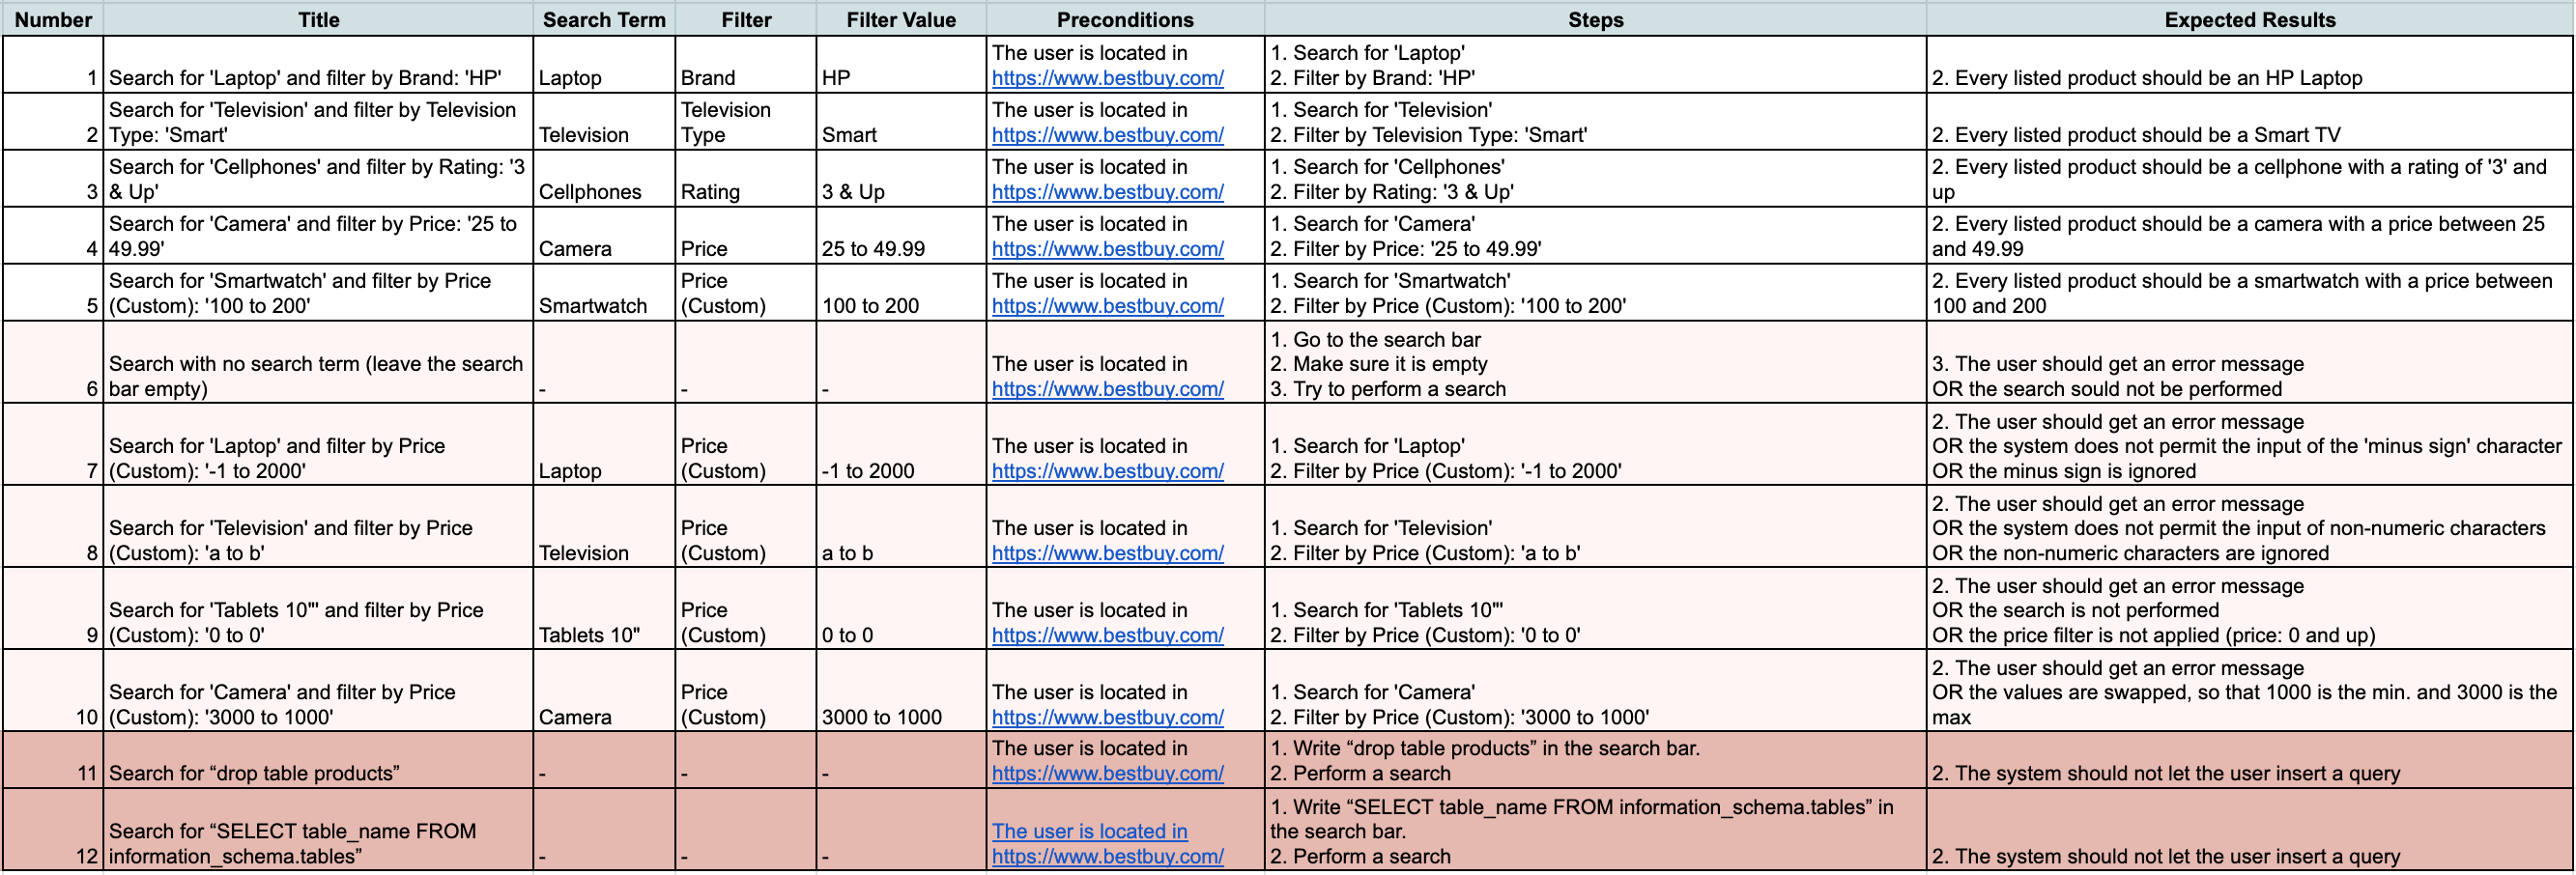 Number Title Search Term Filter Filter Value Preconditions Steps Expected Results
1 Search for 'Laptop' and filter by Brand: 'HP' Laptop Brand HP
The user is located in
https://www.bestbuy.com/
1. Search for 'Laptop'
2. Filter by Brand: 'HP'
2. Every listed product should be an HP Laptop
2
Search for 'Television' and filter by Television
Type: 'Smart'
Television
Television
Type
Smart
The user is located in
https://www.bestbuy.com/
1. Search for 'Television'
2. Filter by Television Type: 'Smart'
2. Every listed product should be a Smart TV
3
Search for 'Cellphones' and filter by Rating: '3
& Up'
Cellphones
Rating
3 & Up
The user is located in
https://www.bestbuy.com/
1. Search for 'Cellphones'
2. Filter by Rating: '3 & Up'
2. Every listed product should be a cellphone with a rating of '3' and
up
4
Search for 'Camera' and filter by Price: '25 to
49.99'
Camera
Price
25 to 49.99
The user is located in
https://www.bestbuy.com/
1. Search for 'Camera'
2. Filter by Price: '25 to 49.99'
2. Every listed product should be a camera with a price between 25
and 49.99
5
Search for 'Smartwatch' and filter by Price
(Custom): '100 to 200'
Smartwatch
Price
(Custom)
100 to 200
The user is located in
https://www.bestbuy.com/
1. Search for 'Smartwatch'
2. Filter by Price (Custom): '100 to 200'
2. Every listed product should be a smartwatch with a price between
100 and 200
6
Search with no search term (leave the search
bar empty)
-
-
-
The user is located in
https://www.bestbuy.com/
1. Go to the search bar
2. Make sure it is empty
3. Try to perform a search
3. The user should get an error message
OR the search sould not be performed
7
Search for 'Laptop' and filter by Price
(Custom): '-1 to 2000'
Laptop
Price
(Custom)
-1 to 2000
The user is located in
https://www.bestbuy.com/
1. Search for 'Laptop'
2. Filter by Price (Custom): '-1 to 2000'
2. The user should get an error message
OR the system does not permit the input of the 'minus sign' character
OR the minus sign is ignored
8
Search for 'Television' and filter by Price
(Custom): 'a to b'
Television
Price
(Custom)
a to b
The user is located in
https://www.bestbuy.com/
1. Search for 'Television'
2. Filter by Price (Custom): 'a to b'
2. The user should get an error message
OR the system does not permit the input of non-numeric characters
OR the non-numeric characters are ignored
9
Search for 'Tablets 10"' and filter by Price
(Custom): '0 to 0'
Tablets 10"
Price
(Custom)
0 to 0
The user is located in
https://www.bestbuy.com/
1. Search for 'Tablets 10"'
2. Filter by Price (Custom): '0 to 0'
2. The user should get an error message
OR the search is not performed
OR the price filter is not applied (price: 0 and up)
10
Search for 'Camera' and filter by Price
(Custom): '3000 to 1000'
Camera
Price
(Custom)
3000 to 1000
The user is located in
https://www.bestbuy.com/
1. Search for 'Camera'
2. Filter by Price (Custom): '3000 to 1000'
2. The user should get an error message
OR the values are swapped, so that 1000 is the min. and 3000 is the
max
11
Search for “drop table products”
-
-
-
The user is located in
https://www.bestbuy.com/
1. Write “drop table products” in the search bar.
2. Perform a search
2. The system should not let the user insert a query
12
Search for “SELECT table_name FROM
information_schema.tables”
-
-
-
The user is located in
https://www.bestbuy.com/
1. Write “SELECT table_name FROM information_schema.tables” in
the search bar.
2. Perform a search
2. The system should not let the user insert a query